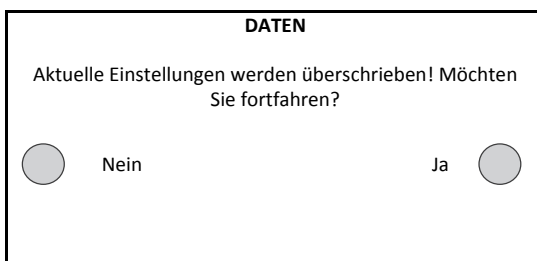 DATEN
Aktuelle Einstellungen werden überschrieben! Möchten
Sie fortfahren?
Nein Ja